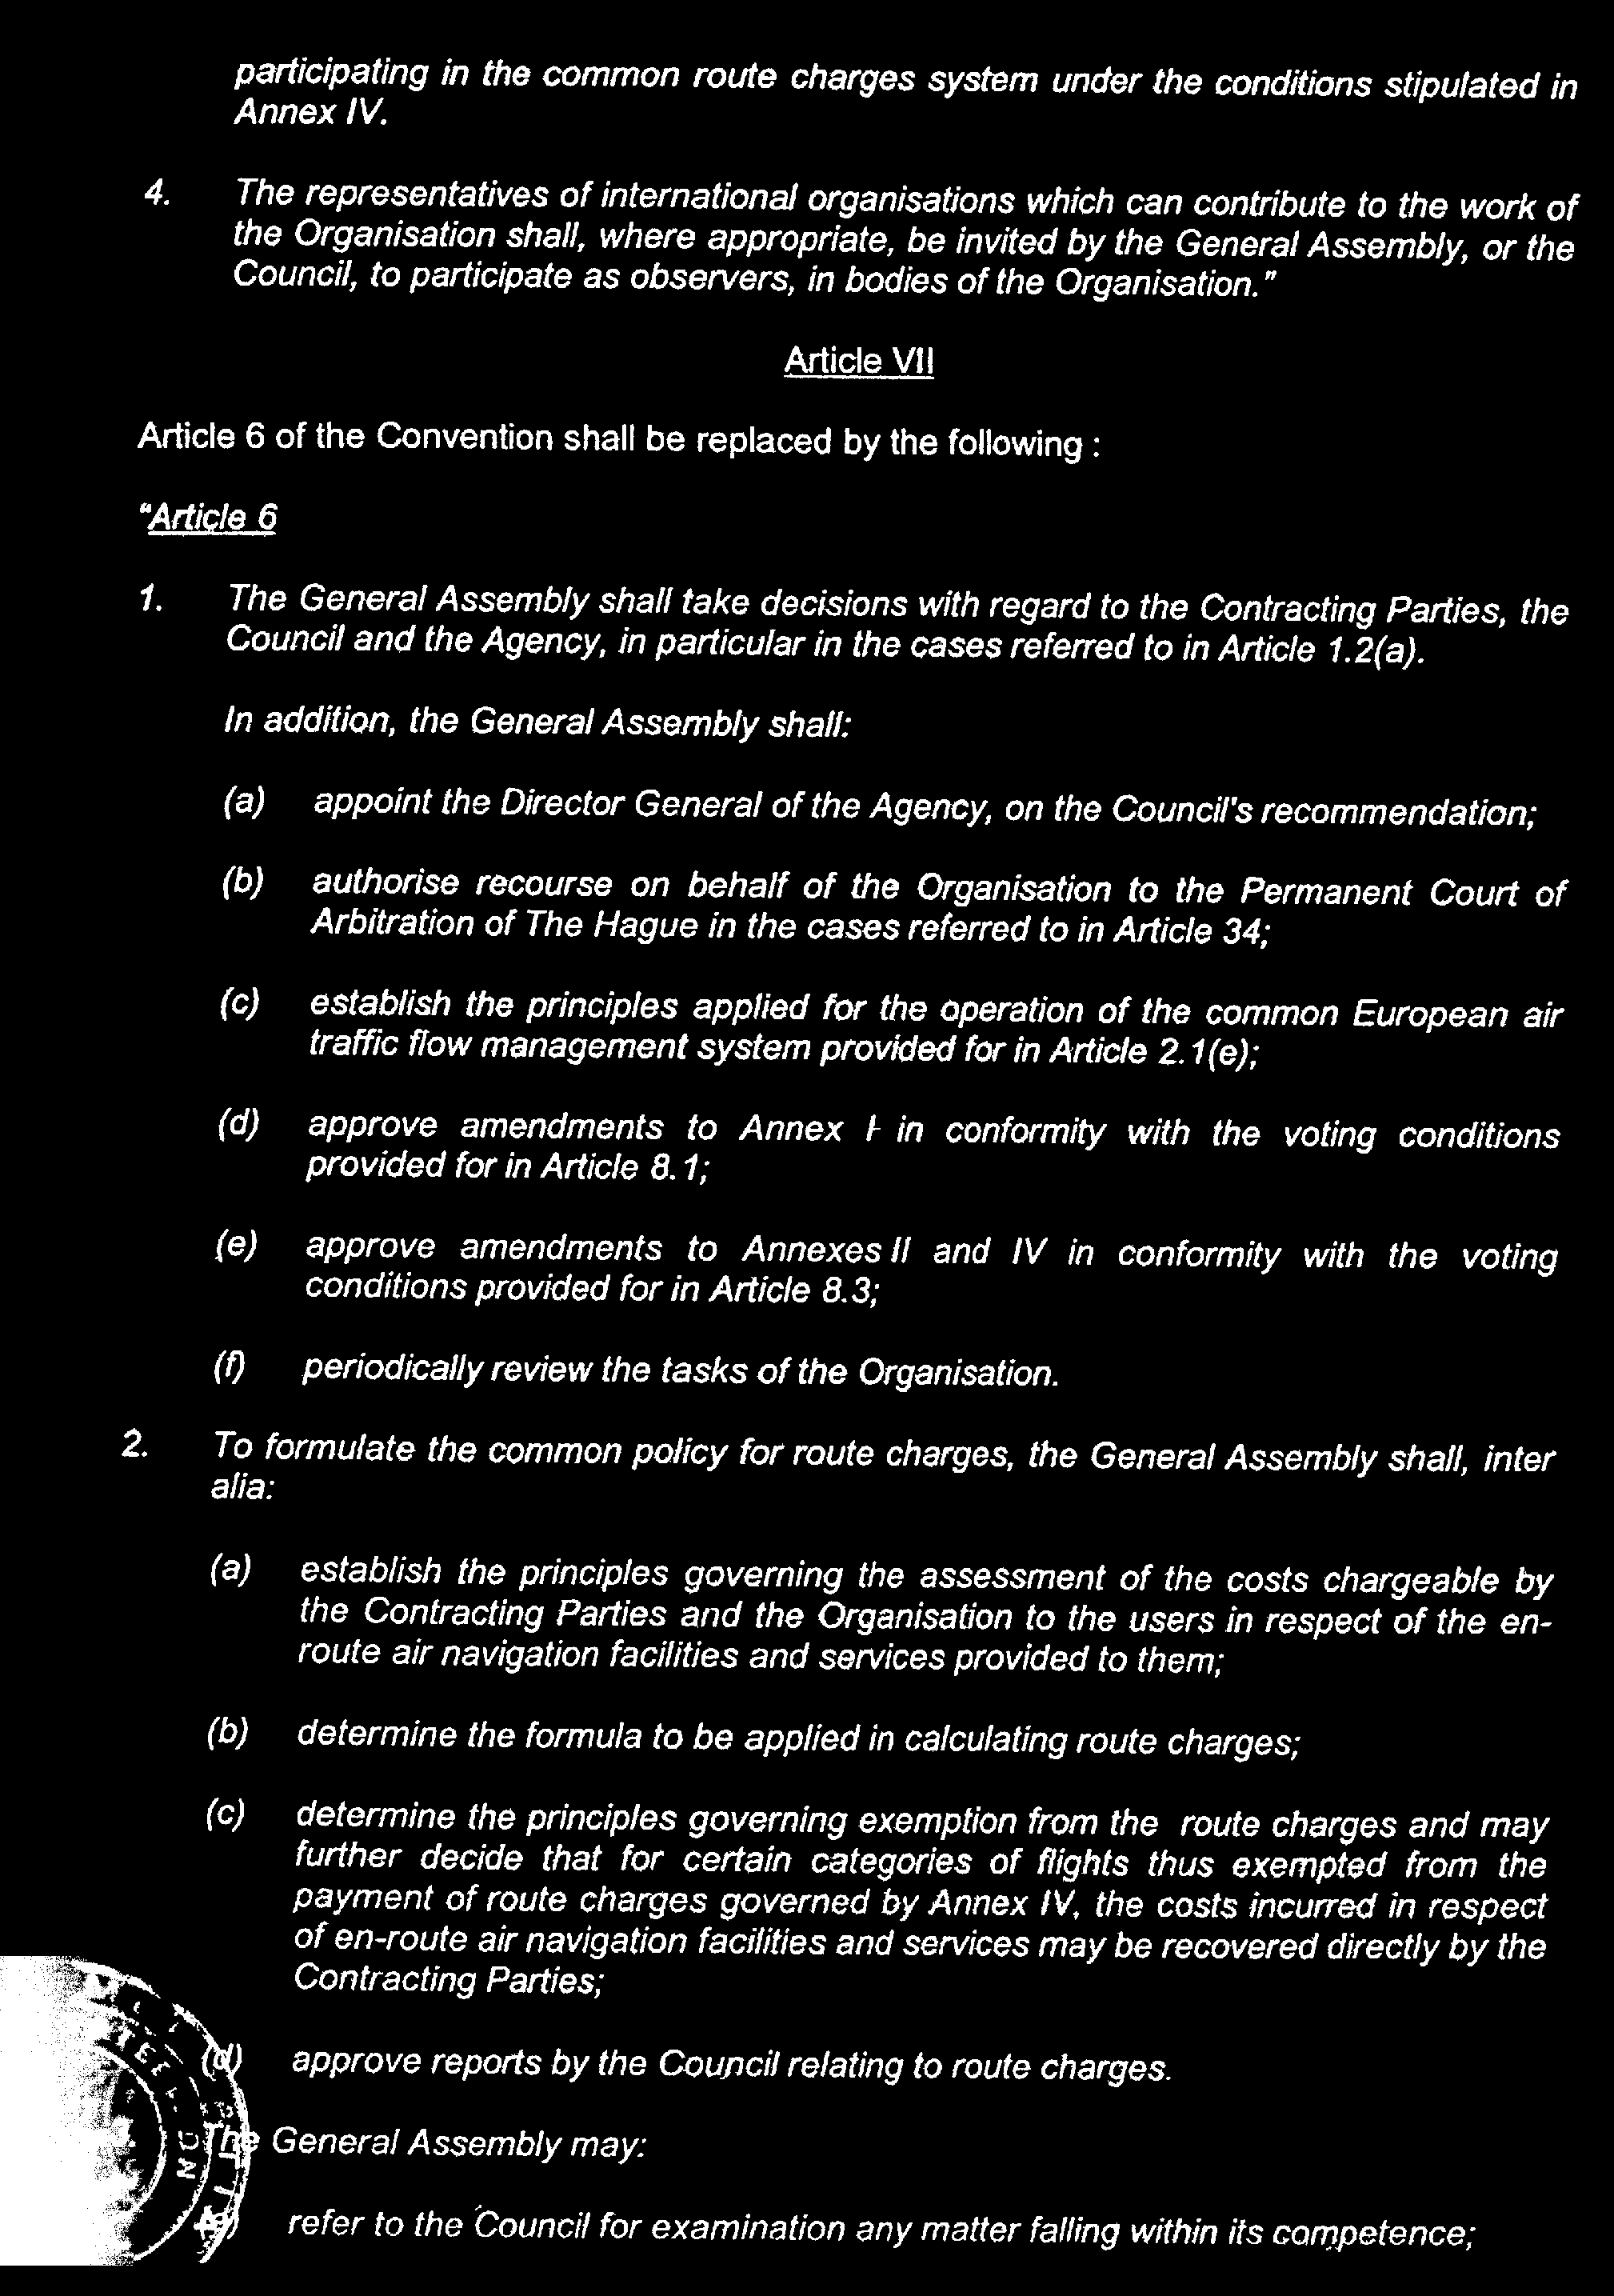 participating in the common route charges system under the conditions stipulated in
Annex IV.
4. The representatives of international organisations which can contribute to the work of
the Organisation shall, where appropriate, be invited by the General Assembly, or the
Council, to participate as observers, in bodies of the Organisation."
Article VII
Article 6 of the Convention shall be replaced by the following :
"Article 6
1. The General Assembly shall take decisions with regard to the Contracting Parties, the
Council and the Agency, in particular in the cases referred to in Article 1.2(a).
In addition, the General Assembly shall:
(a) appoint the Director General of the Agency, on the Council's recommendation;
(b) authorise recourse on behalf of the Organisation to the Permanent Court of
Arbitration of The Hague in the cases referred to in Article 34;
(c) establish the principles applied for the operation of the common European air
traffic flow management system provided for in Article 2.1(e);
(d) approve amendments to Annex I in conformity with the voting conditions
provided for in Article 8.1;
(e) approve amendments to Annexes II and IV in conformity with the voting
conditions provided for in Article 8.3;
(f) periodically review the tasks of the Organisation.
2. To formulate the common policy for route charges, the General Assembly shall, inter
alia:
(a) establish the principles governing the assessment of the costs chargeable by
the Contracting Parties and the Organisation to the users in respect of the en-
route air navigation facilities and services provided to them;
(b) determine the formula to be applied in calculating route charges;
(c) determine the principles governing exemption from the route charges and may
further decide that for certain categories of flights thus exempted from the
payment of route charges governed by Annex IV, the costs incurred in respect
of en-route air navigation facilities and services may be recovered directly by the
Contracting Parties;
(d) approve reports by the Council relating to route charges.
The General Assembly may:
refer to the Council for examination any matter falling within its competence;